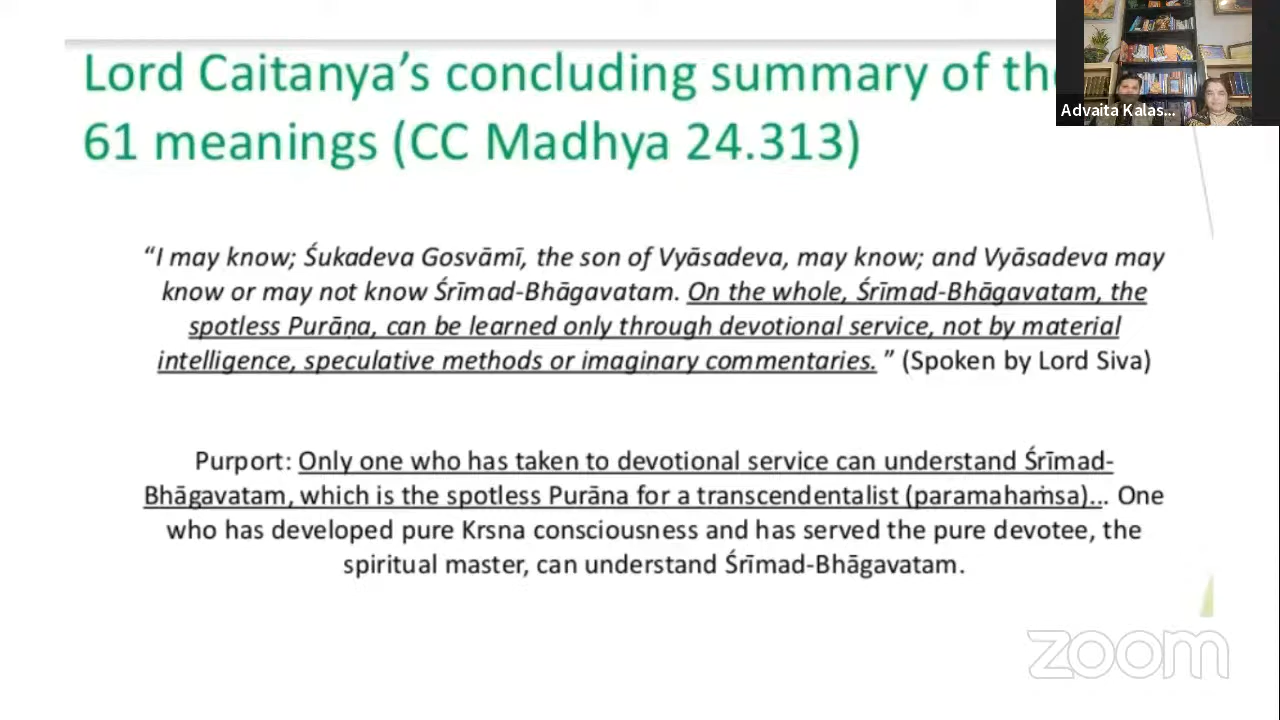 Lord Caitanya’s concluding summary of the
61 meanings (CC Madhya 24.313)
Advaita Kalas...
“I may know; Śukadeva Gosvāmī, the son of Vyāsadeva, may know; and Vyāsadeva may
know or may not know Śrīmad-Bhāgavatam. On the whole, Śrīmad-Bhāgavatam, the
spotless Purāṇa, can be learned only through devotional service, not by material
intelligence, speculative methods or imaginary commentaries. ” (Spoken by Lord Siva)
Purport: Only one who has taken to devotional service can understand Śrīmad-
Bhāgavatam, which is the spotless Purāna for a transcendentalist (paramahaṁsa)... One
who has developed pure Krsna consciousness and has served the pure devotee, the
spiritual master, can understand Śrīmad-Bhāgavatam.
zoom